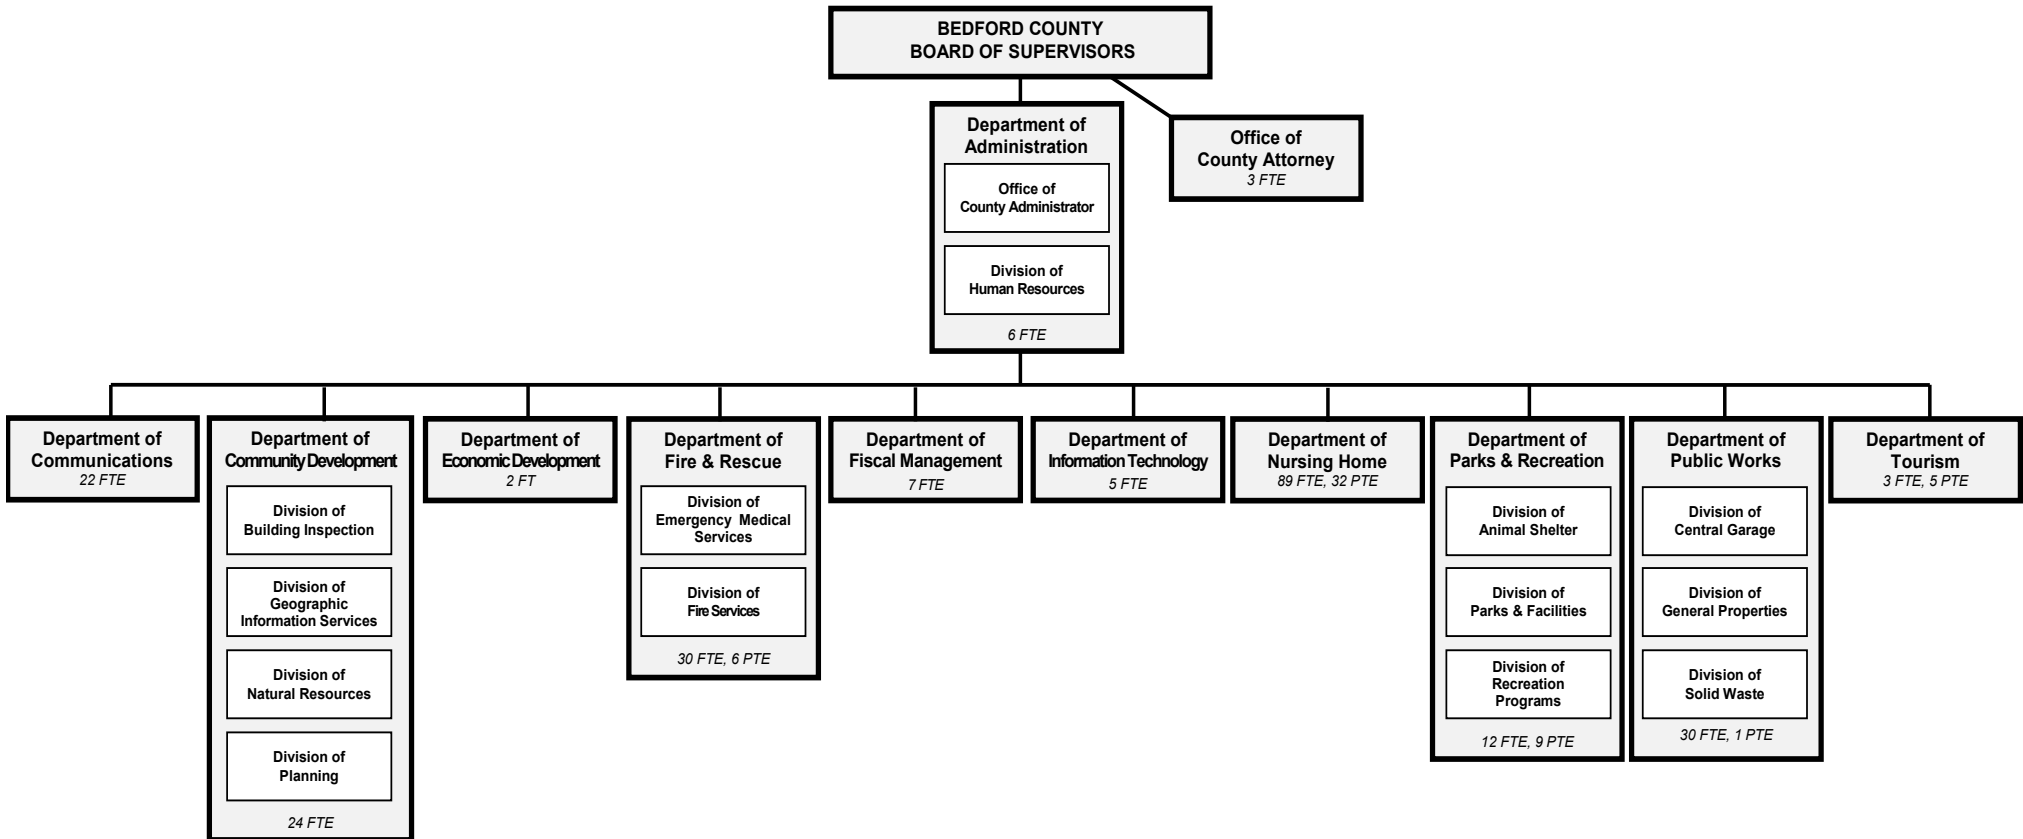 BEDFORD COUNTY
BOARD OF SUPERVISORS
Department of
Administration
Office of
County Administrator
Division of
Human Resources
6 FTE
Office of
County Attorney
3 FTE
Department of
Communications
22 FTE
Department of
Community Development
Division of
Building Inspection
Division of
Geographic
Information Services
Division of
Natural Resources
Division of
Planning
24 FTE
Department of
Economic Development
2 FT
Department of
Fire & Rescue
Division of
Emergency Medical
Services
Division of
Fire Services
30 FTE, 6 PTE
Department of
Fiscal Management
7 FTE
Department of
Information Technology
5 FTE
Department of
Nursing Home
89 FTE, 32 PTE
Department of
Parks & Recreation
Division of
Animal Shelter
Division of
Parks & Facilities
Division of
Recreation
Programs
12 FTE, 9 PTE
Department of
Public Works
Division of
Central Garage
Division of
General Properties
Division of
Solid Waste
30 FTE, 1 PTE
Department of
Tourism
3 FTE, 5 PTE